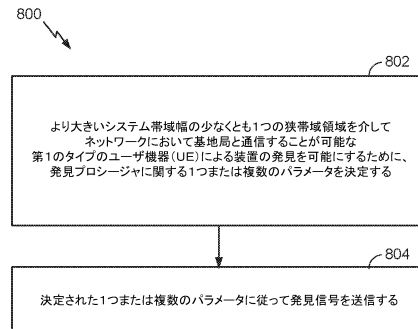 800
802
より大きいシステム帯域幅の少なくとも1つの狭帯域領域を介して
ネットワークにおいて基地局と通信することが可能な
第1のタイプのユーザ機器(UE)による装置の発見を可能にするために、
発見プロシージャに関する1つまたは複数のパラメータを決定する
804
決定された1つまたは複数のパラメータに従って発見信号を送信する